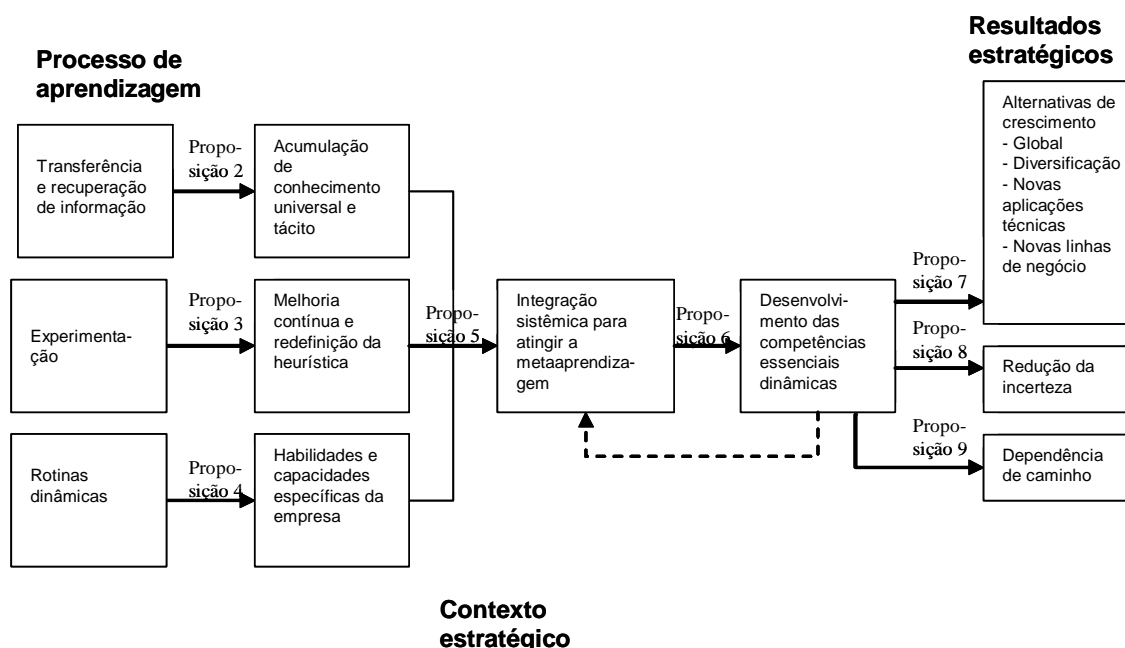 Resultados
estratégicos
Processo de
aprendizagem
Transferência
e recuperação
de informação
Propo-
sição 2
Acumulação
de
conhecimento
universal e
tácito
Experimenta-
ção
Propo-
sição 3
Melhoria
contínua e
redefinição da
heurística
Rotinas
dinâmicas
Propo-
sição 4
Habilidades e
capacidades
específicas da
empresa
Propo-
sição 5
Integração
sistêmica para
atingir a
metaaprendiza-
gem
Propo-
sição 6
Desenvolvi-
mento das
competências
essenciais
dinâmicas
Propo-
sição 7
Alternativas de
crescimento
- Global
- Diversificação
- Novas
aplicações
técnicas
- Novas linhas
de negócio
Propo-
sição 8
Redução da
incerteza
Propo-
sição 9
Dependência
de caminho
Contexto
estratégico